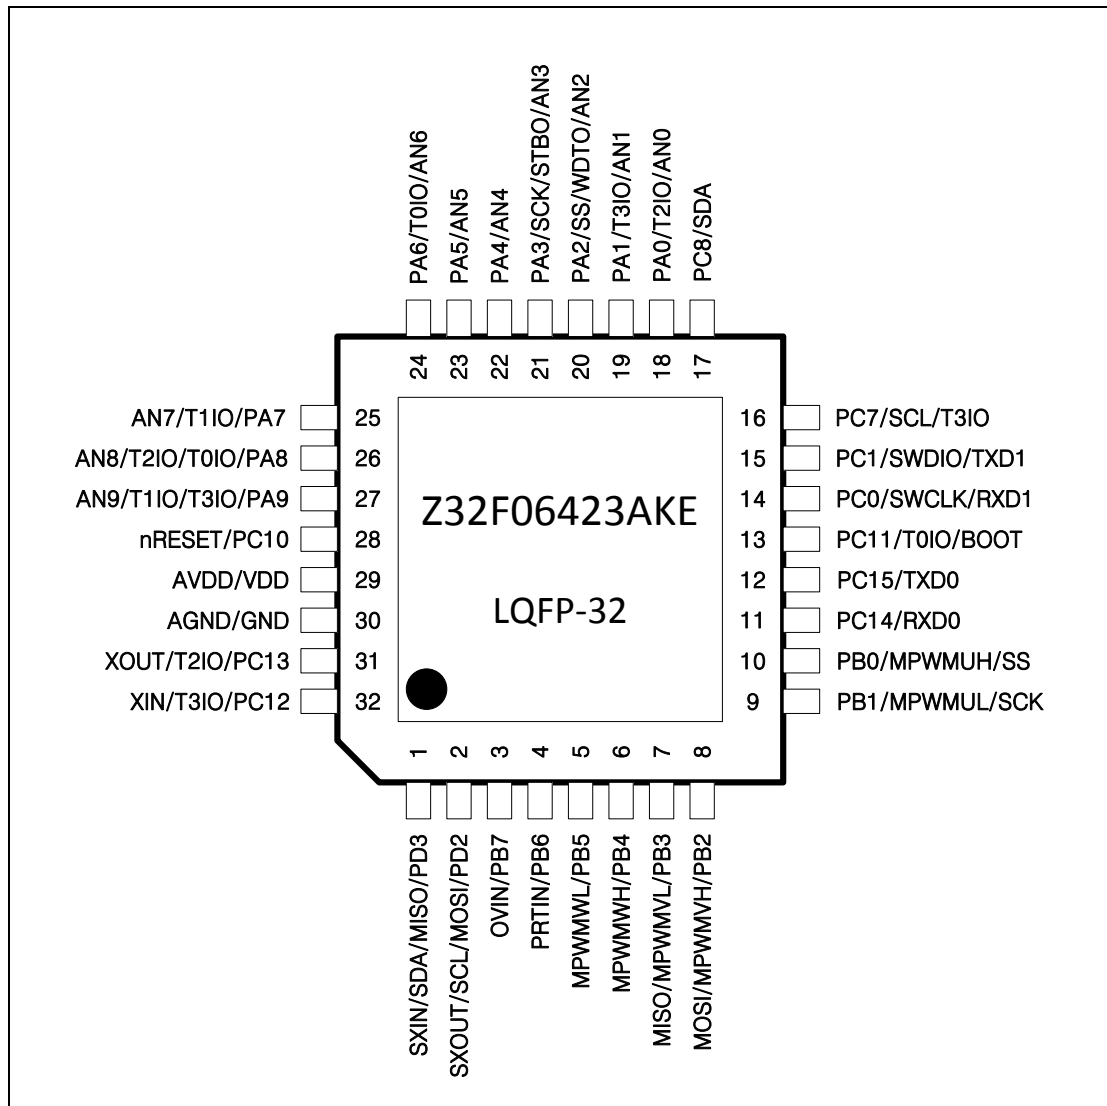 PA6/T0IO/AN6
PA5/AN5
PA4/AN4
PA3/SCK/STBO/AN3
PA2/SS/WDTO/AN2
PA1/T3IO/AN1
PA0/T2IO/AN0
PC8/SDA
24
23
22
21
20
19
18
17
AN7/T1IO/PA7
25
AN8/T2IO/T0IO/PA8
26
AN9/T1IO/T3IO/PA9
27
nRESET/PC10
28
AVDD/VDD
29
AGND/GND
30
XOUT/T2IO/PC13
31
XIN/T3IO/PC12
32
Z32F06423AKE
LQFP-32
16
PC7/SCL/T3IO
15
PC1/SWDIO/TXD1
14
PC0/SWCLK/RXD1
13
PC11/T0IO/BOOT
12
PC15/TXD0
11
PC14/RXD0
10
PB0/MPWMUH/SS
9
PB1/MPWMUL/SCK
1
2
3
4
5
6
7
8
SXIN/SDA/MISO/PD3
SXOUT/SCL/MOSI/PD2
OVIN/PB7
PRTIN/PB6
MPWMWL/PB5
MPWMWH/PB4
MISO/MPWMVL/PB3
MOSI/MPWMVH/PB2